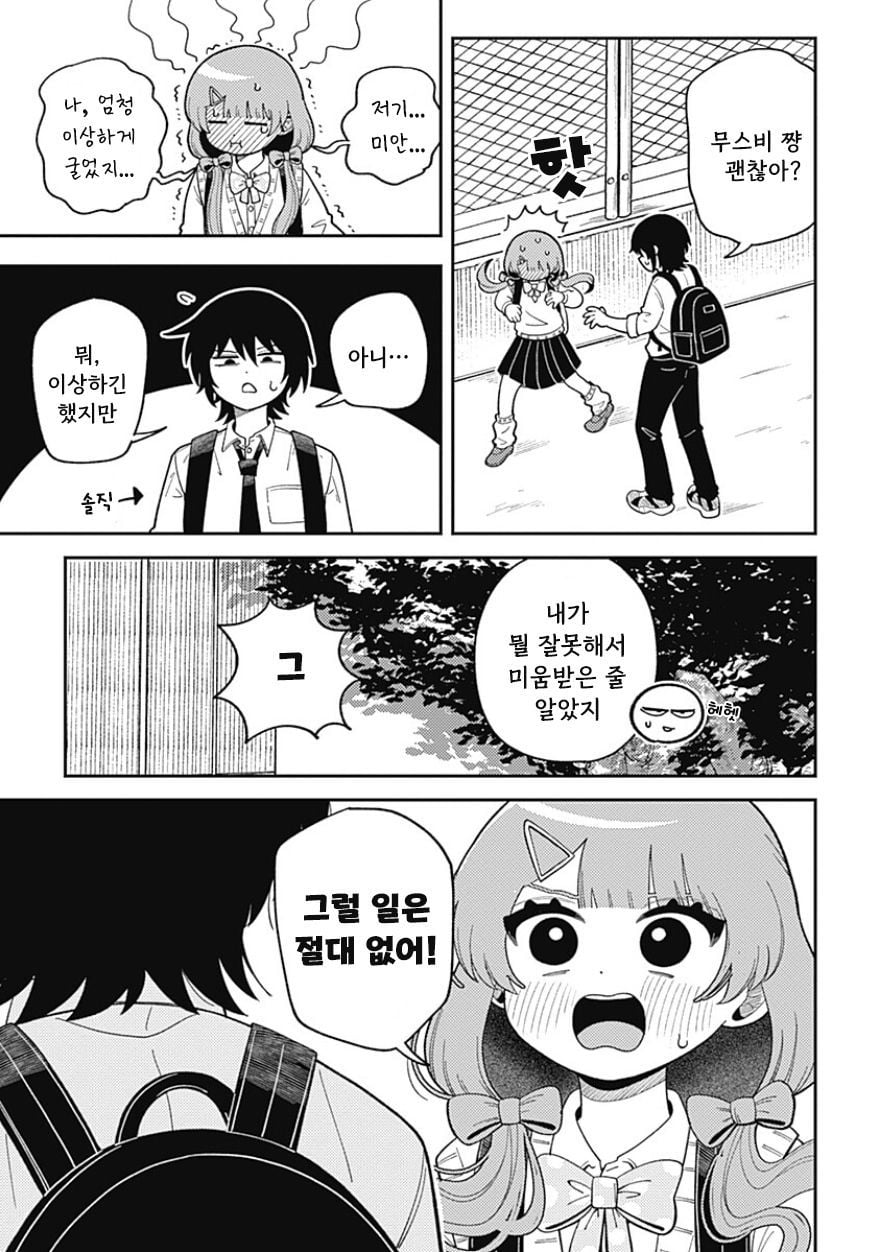 무스비 쨩
괜찮아?
핫
저기...
미안...
나, 엄청
이상하게
굴었지...
아니…
뭐,
이상하긴
했지만
솔직
내가
뭘 잘못해서
미움받은 줄
알았지
헤헷
그
그럴 일은
절대 없어!